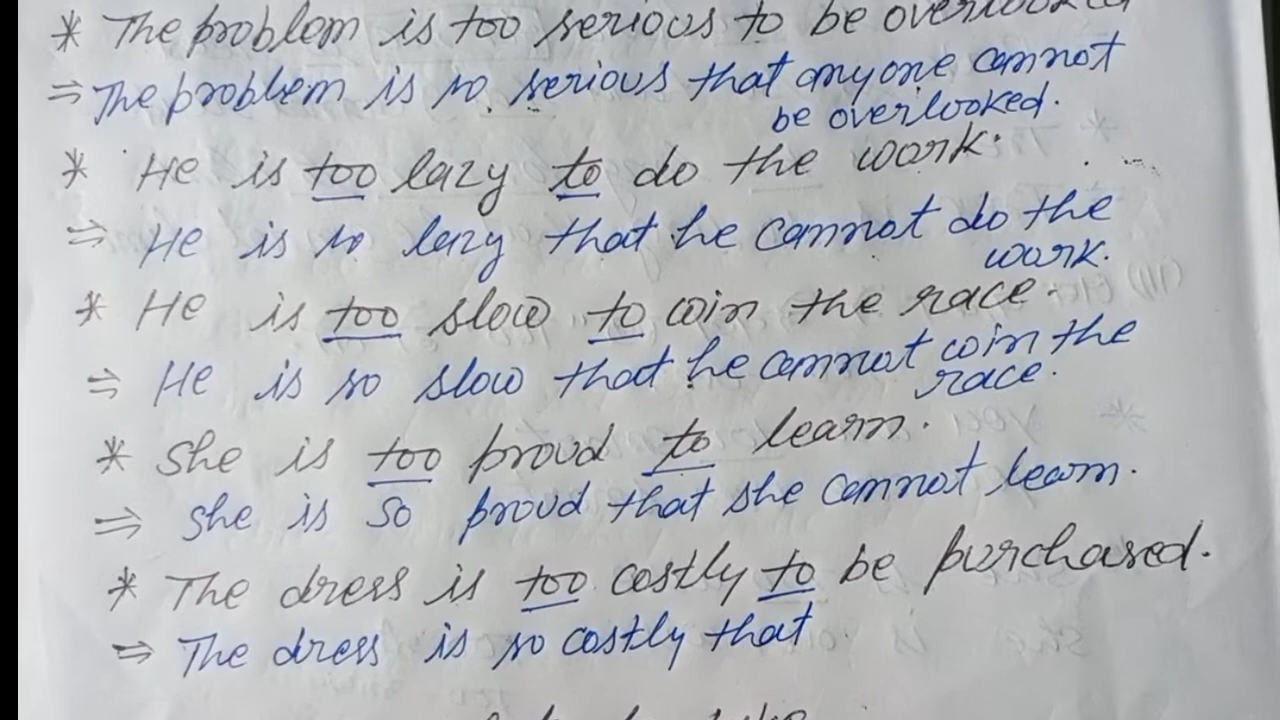 * The problem is too serious to be overlooked
⇒ The problem is so serious that anyone cannot
be overlooked.
* He is too lazy to do the work.
⇒ He is so lazy that he cannot do the
work.
* He is too slow to win the race.
⇒ He is so slow that he cannot win the
race.
* She is too proud to learn.
⇒ she is so proud that she cannot learn.
* The dress is too costly to be purchased.
⇒ The dress is so costly that